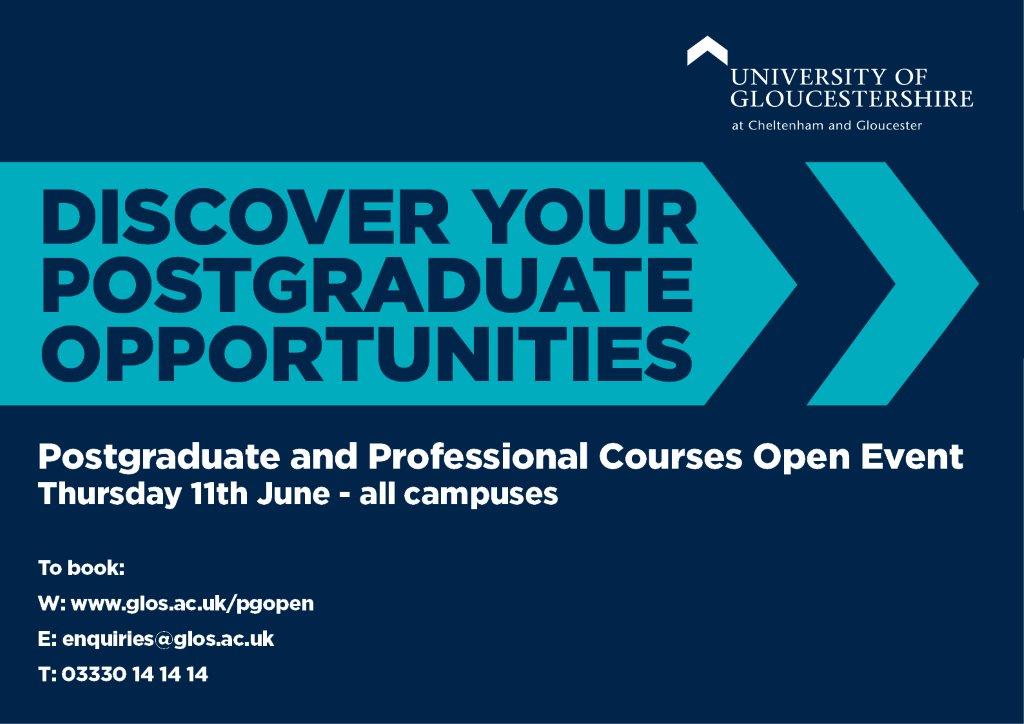 UNIVERSITY OF
GLOUCESTERSHIRE
at Cheltenham and Gloucester
DISCOVER YOUR
POSTGRADUATE
OPPORTUNITIES
Postgraduate and Professional Courses Open Event
Thursday 11th June - all campuses
To book:
W: www.glos.ac.uk/pgopen
E: enquiries@glos.ac.uk
T: 03330 14 14 14